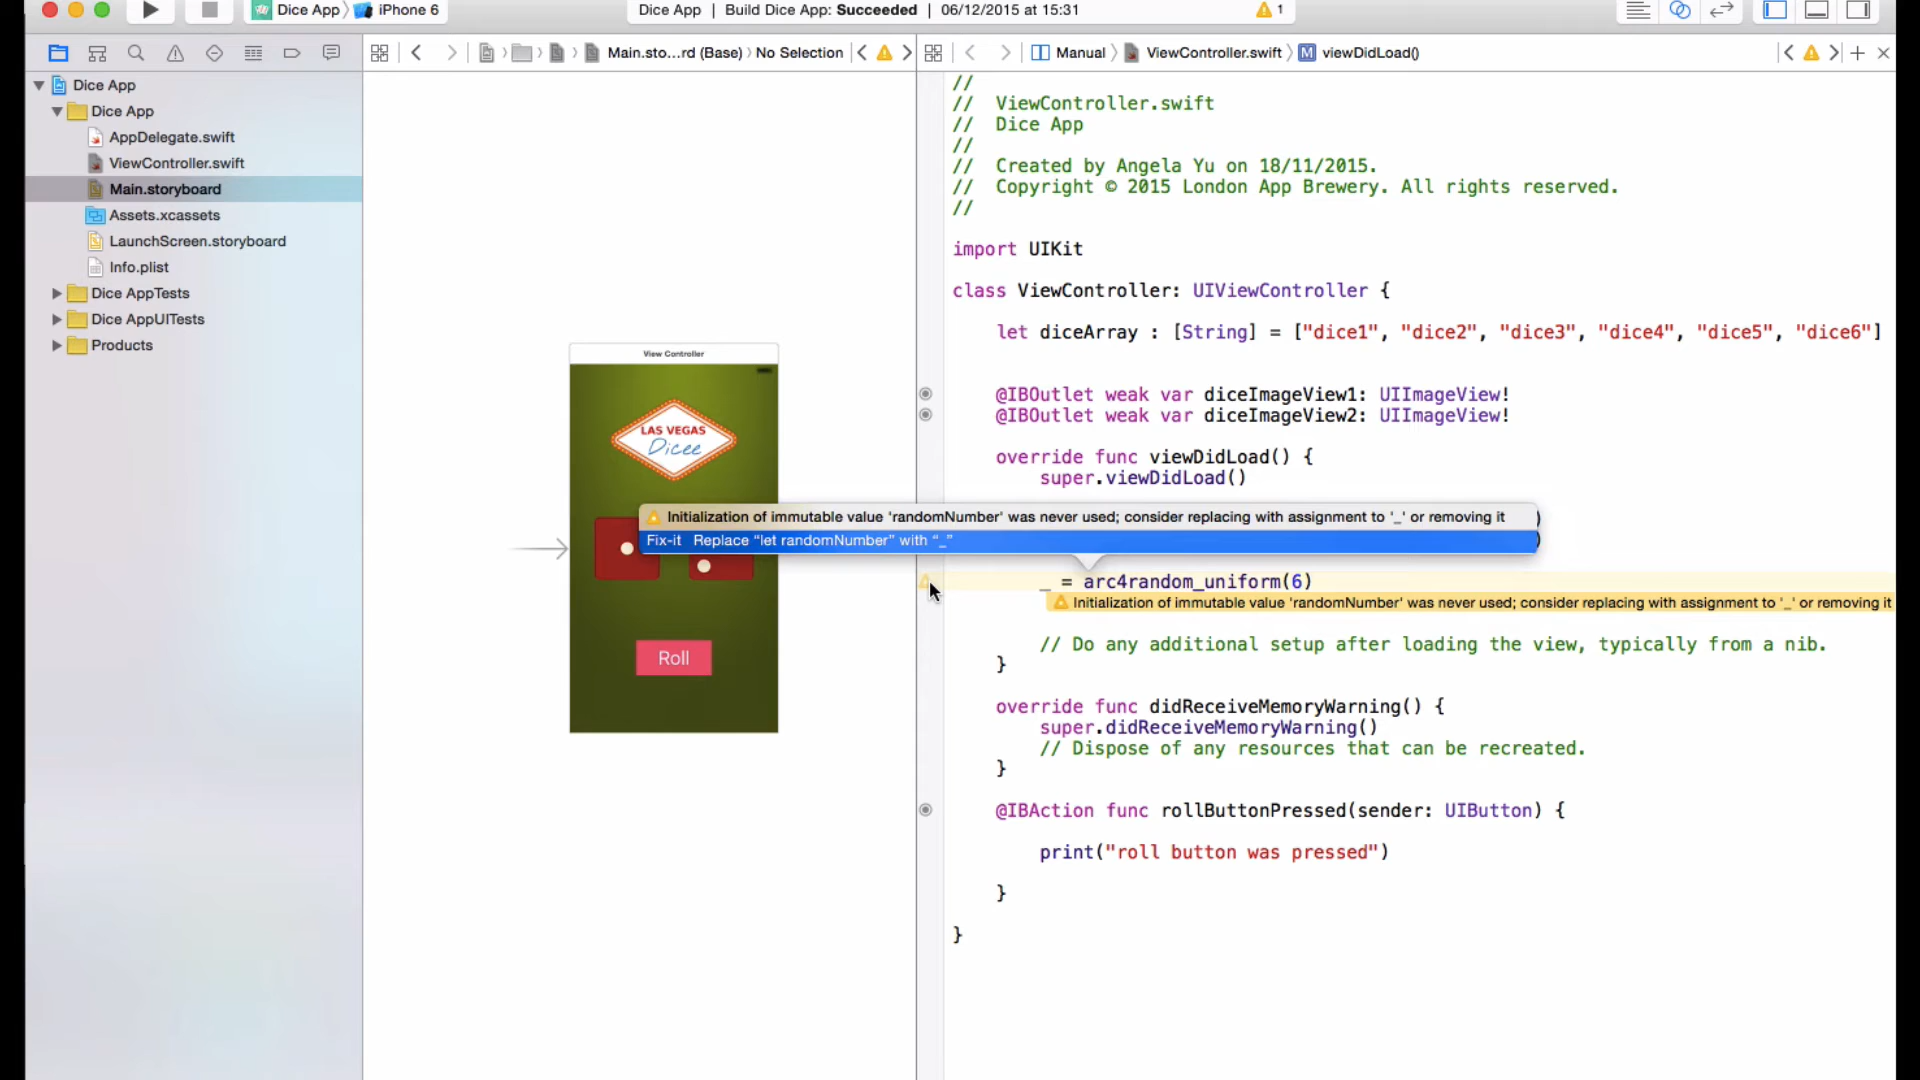 Dice App
iPhone 6
Dice App | Build Dice App: Succeeded | 06/12/2015 at 15:31
1
Main.sto...rd (Base)
No Selection
Manual
ViewController.swift
M
viewDidLoad()
Dice App
Dice App
AppDelegate.swift
ViewController.swift
Main.storyboard
Assets.xcassets
LaunchScreen.storyboard
Info.plist
Dice AppTests
Dice AppUITests
Products
View Controller
LAS VEGAS
Dicee
Roll
//
// ViewController.swift
// Dice App
//
// Created by Angela Yu on 18/11/2015.
// Copyright © 2015 London App Brewery. All rights reserved.
//
import UIKit
class ViewController: UIViewController {
let diceArray : [String] = ["dice1", "dice2", "dice3", "dice4", "dice5", "dice6"]
@IBOutlet weak var diceImageView1: UIImageView!
@IBOutlet weak var diceImageView2: UIImageView!
override func viewDidLoad() {
super.viewDidLoad()
Initialization of immutable value 'randomNumber' was never used; consider replacing with assignment to '_' or removing it
)
Fix-it Replace “let randomNumber” with “_”
)
_ = arc4random_uniform(6)
Initialization of immutable value 'randomNumber' was never used; consider replacing with assignment to '_' or removing it
// Do any additional setup after loading the view, typically from a nib.
}
override func didReceiveMemoryWarning() {
super.didReceiveMemoryWarning()
// Dispose of any resources that can be recreated.
}
@IBAction func rollButtonPressed(sender: UIButton) {
print("roll button was pressed")
}
}